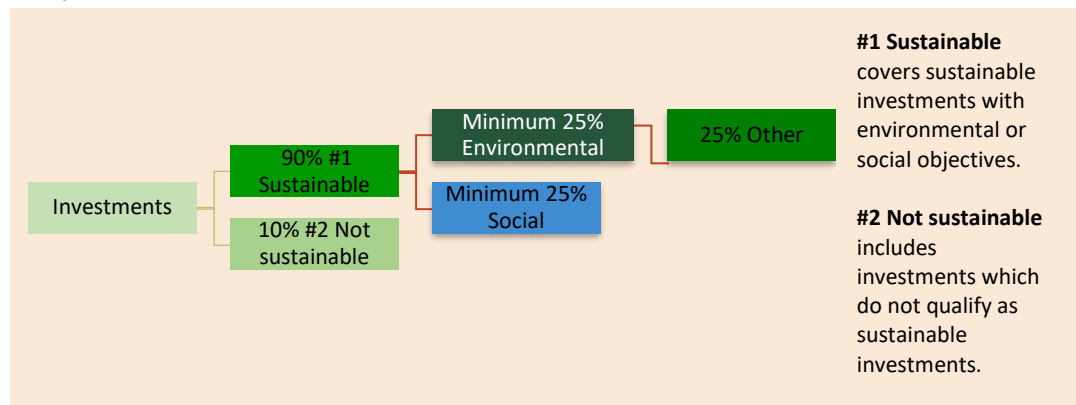 Investments
90% #1
Sustainable
10% #2 Not
sustainable
Minimum 25%
Environmental
Minimum 25%
Social
25% Other
#1 Sustainable
covers sustainable
investments with
environmental or
social objectives.
#2 Not sustainable
includes
investments which
do not qualify as
sustainable
investments.